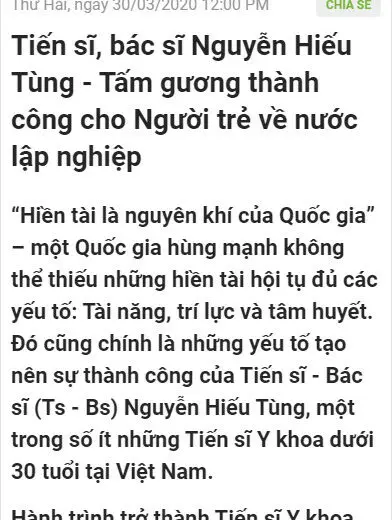 Thứ Hai, ngày 30/03/2020 12:00 PM
CHIA SẺ
Tiến sĩ, bác sĩ Nguyễn Hiếu
Tùng - Tấm gương thành
công cho Người trẻ về nước
lập nghiệp
“Hiền tài là nguyên khí của Quốc gia”
– một Quốc gia hùng mạnh không
thể thiếu những hiền tài hội tụ đủ các
yếu tố: Tài năng, trí lực và tâm huyết.
Đó cũng chính là những yếu tố tạo
nên sự thành công của Tiến sĩ - Bác
sĩ (Ts - Bs) Nguyễn Hiếu Tùng, một
trong số ít những Tiến sĩ Y khoa dưới
30 tuổi tại Việt Nam.
Hành trình trở thành Tiến sĩ Y khoa